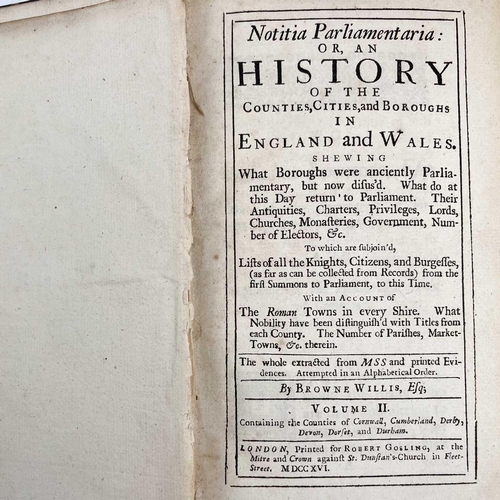 Notitia Parliamentaria:
OR, AN
HISTORY
OF THE
COUNTIES, CITIES, and BOROUGHS
IN
ENGLAND and WALES.
SHEWING
What Boroughs were anciently Parlia-
mentary, but now diſus'd. What do at
this Day return to Parliament. Their
Antiquities, Charters, Privileges, Lords,
Churches, Monaſteries, Government, Num-
ber of Electors, &c.
To which are ſubjoin'd,
Liſts of all the Knights, Citizens, and Burgeſſes,
(as far as can be collected from Records) from the
firſt Summons to Parliament, to this Time.
With an ACCOUNT of
The Roman Towns in every Shire. What
Nobility have been diſtinguiſh'd with Titles from
each County. The Number of Pariſhes, Market-
Towns, &c. therein.
The whole extracted from MSS and printed Evi-
dences. Attempted in an Alphabetical Order.
By BROWNE WILLIS, Eſq;
VOLUME II.
Containing the Counties of Cornwall, Cumberland, Derby,
Devon, Dorſet, and Durham.
LONDON, Printed for ROBERT GOSLING, at the
Mitre and Crown againſt St. Dunſtan's-Church in Fleet-
Street. MDCCXVI.